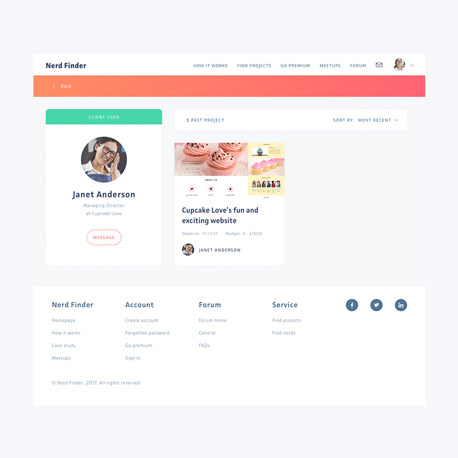 Nerd Finder
HOW IT WORKS FIND PROJECTS GO PREMIUM MEETUPS FORUM
Back
CLIENT USER
1 PAST PROJECT
SORT BY: MOST RECENT
Janet Anderson
Managing Director
at Cupcake Love
MESSAGE
ABOUT US
Cupcake Love's fun and
exciting website
Deadline: 11/11/17 Budget: 0 -
JANET ANDERSON
Nerd Finder Account Forum Service
Homepage Create account Forum home Find projects
How it works Forgotten password General Find nerds
Case study Go premium FAQs
Meetups Sign in
© Nerd Finder, 2017. All rights reserved.